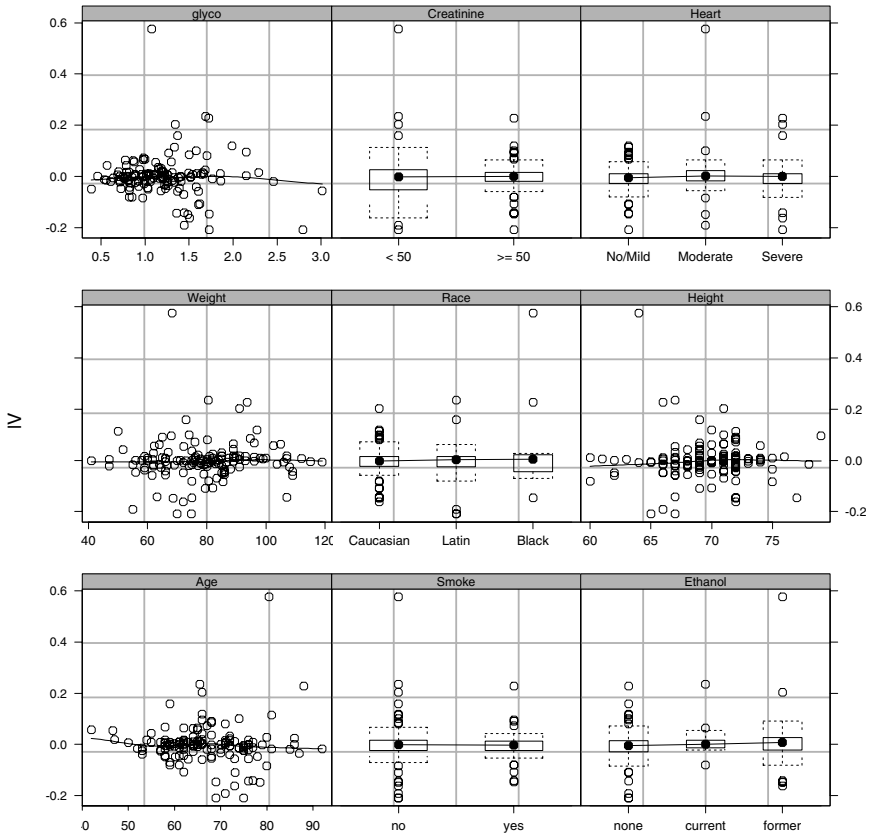 glyco Creatinine Heart
0.6
0.4
0.2
0.0
-0.2
0.5 1.0 1.5 2.0 2.5 3.0 < 50 >= 50 No/Mild Moderate Severe
Weight Race Height
0.6
0.4
0.2
0.0
-0.2
IV
40 60 80 100 120 Caucasian Latin Black 60 65 70 75
Age Smoke Ethanol
0.6
0.4
0.2
0.0
-0.2
50 60 70 80 90 no yes none current former